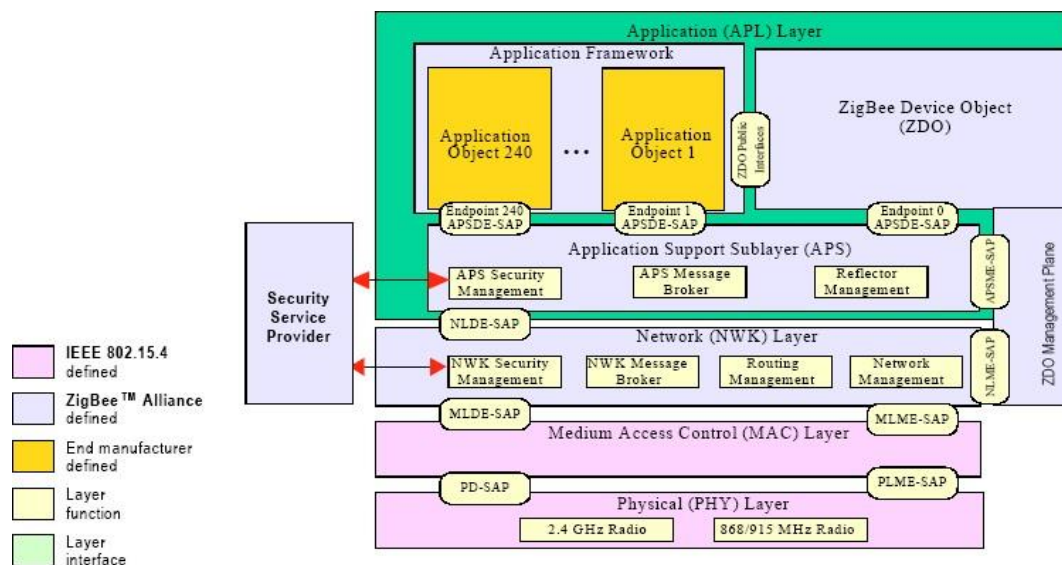 Application (APL) Layer
Application Framework
Application
Object 240
...
Application
Object 1
ZDO Public
Interfaces
ZigBee Device Object
(ZDO)
Endpoint 240
APSDE-SAP
Endpoint 1
APSDE-SAP
Endpoint 0
APSDE-SAP
Application Support Sublayer (APS)
APS Security
Management
APS Message
Broker
Reflector
Management
APSME-SAP
ZDO Management Plane
Security
Service
Provider
NLDE-SAP
Network (NWK) Layer
NWK Security
Management
NWK Message
Broker
Routing
Management
Network
Management
NLME-SAP
MLDE-SAP
MLME-SAP
Medium Access Control (MAC) Layer
PD-SAP
PLME-SAP
Physical (PHY) Layer
2.4 GHz Radio
868/915 MHz Radio
IEEE 802.15.4
defined
ZigBee™ Alliance
defined
End manufacturer
defined
Layer
function
Layer
interface